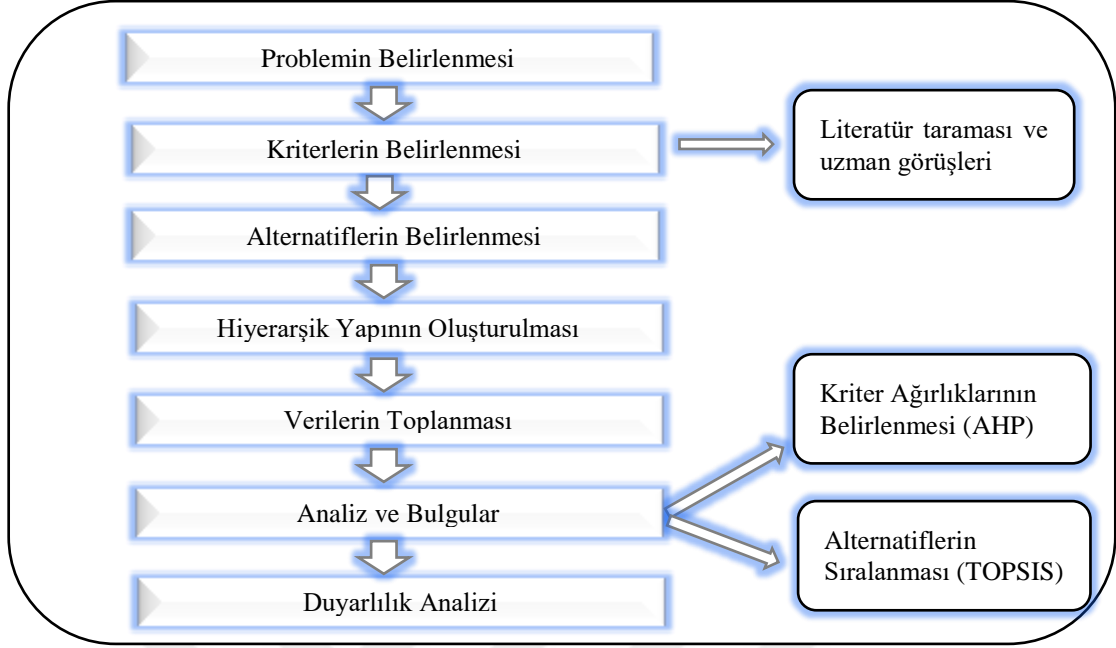 Problemin Belirlenmesi
Kriterlerin Belirlenmesi
Literatür taraması ve
uzman görüşleri
Alternatiflerin Belirlenmesi
Hiyerarşik Yapının Oluşturulması
Verilerin Toplanması
Kriter Ağırlıklarının
Belirlenmesi (AHP)
Analiz ve Bulgular
Alternatiflerin
Sıralanması (TOPSIS)
Duyarlılık Analizi